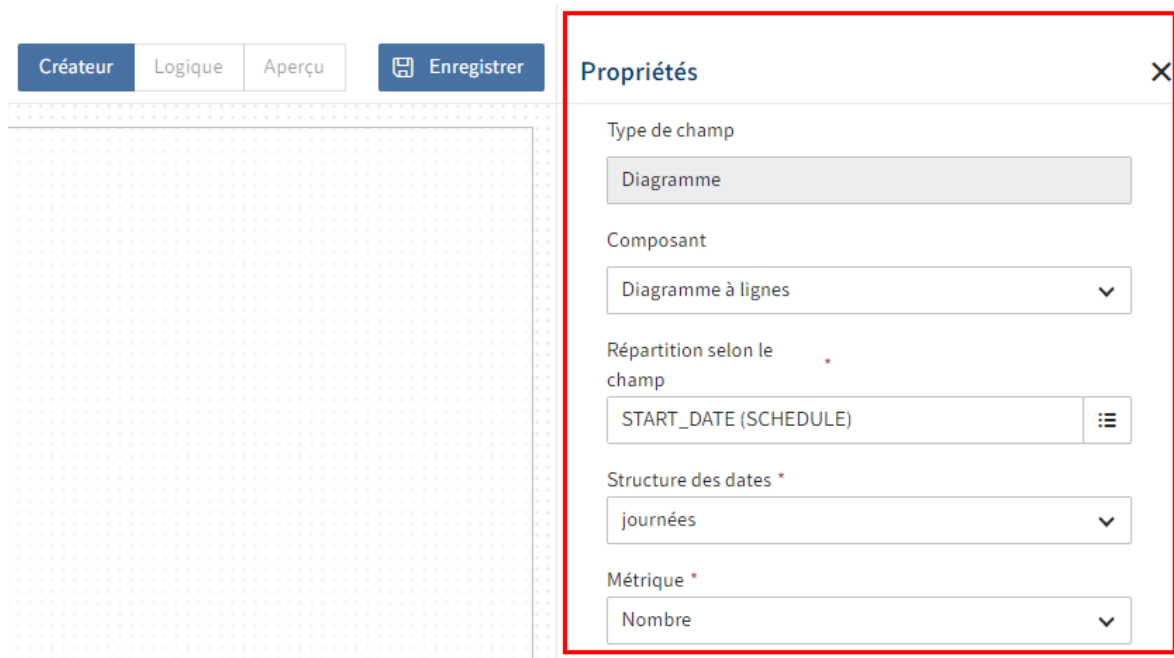 Créateur
Logique
Aperçu
Enregistrer
Propriétés
Type de champ
Diagramme
Composant
Diagramme à lignes
Répartition selon le *
champ
START_DATE (SCHEDULE)
Structure des dates *
journées
Métrique *
Nombre